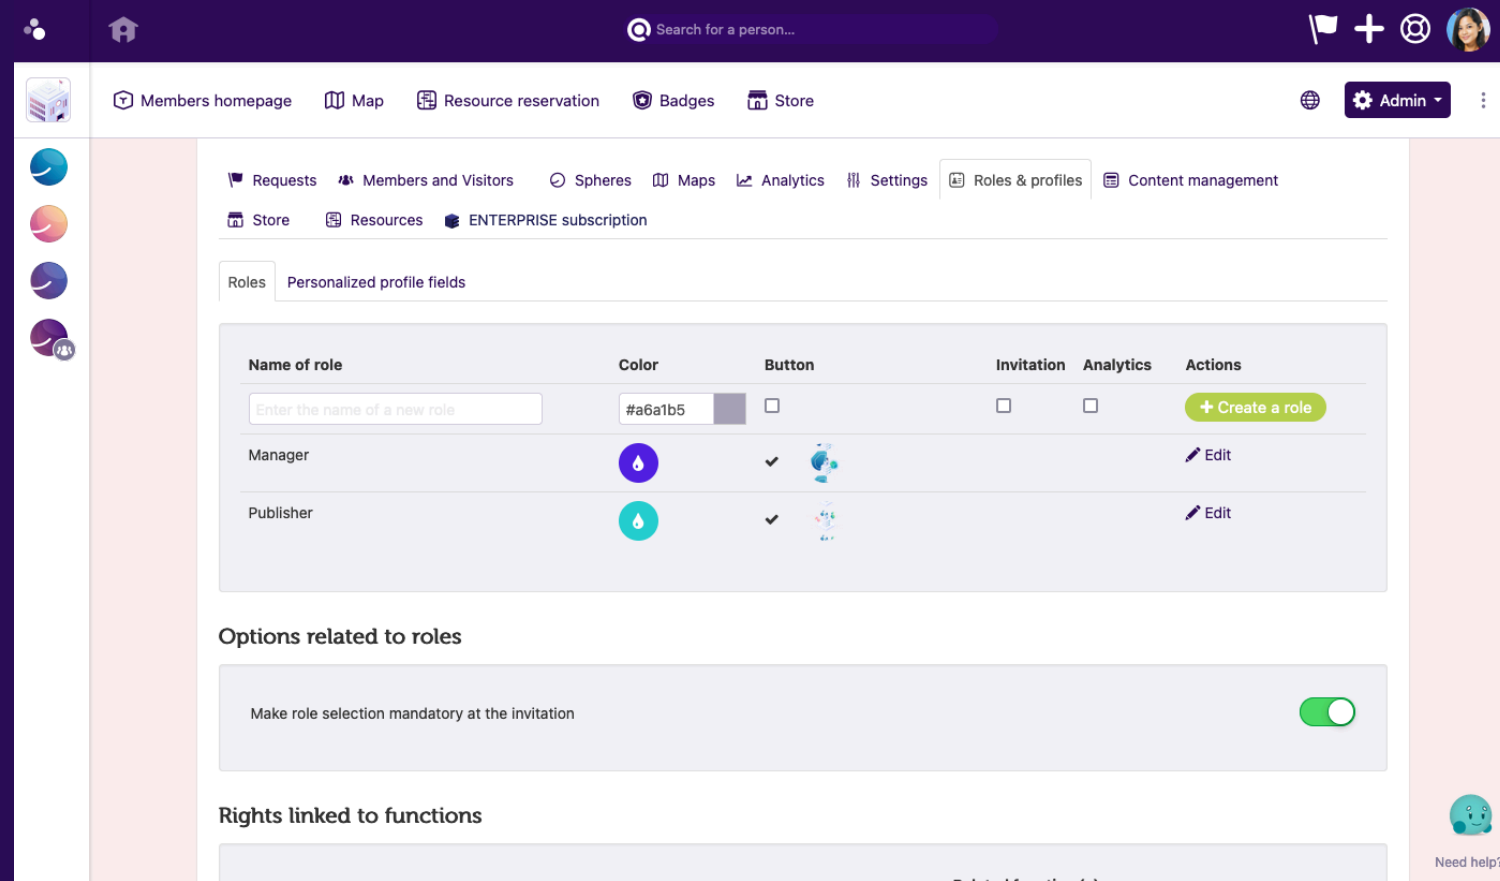 Search for a person...
Members homepage
Map
Resource reservation
Badges
Store
Admin
Requests
Members and Visitors
Spheres
Maps
Analytics
Settings
Roles & profiles
Content management
Store
Resources
ENTERPRISE subscription
Roles
Personalized profile fields
Name of role
Color
Button
Invitation
Analytics
Actions
Enter the name of a new role
#a6a1b5
Create a role
Manager
Edit
Publisher
Edit
Options related to roles
Make role selection mandatory at the invitation
Rights linked to functions
Need help?